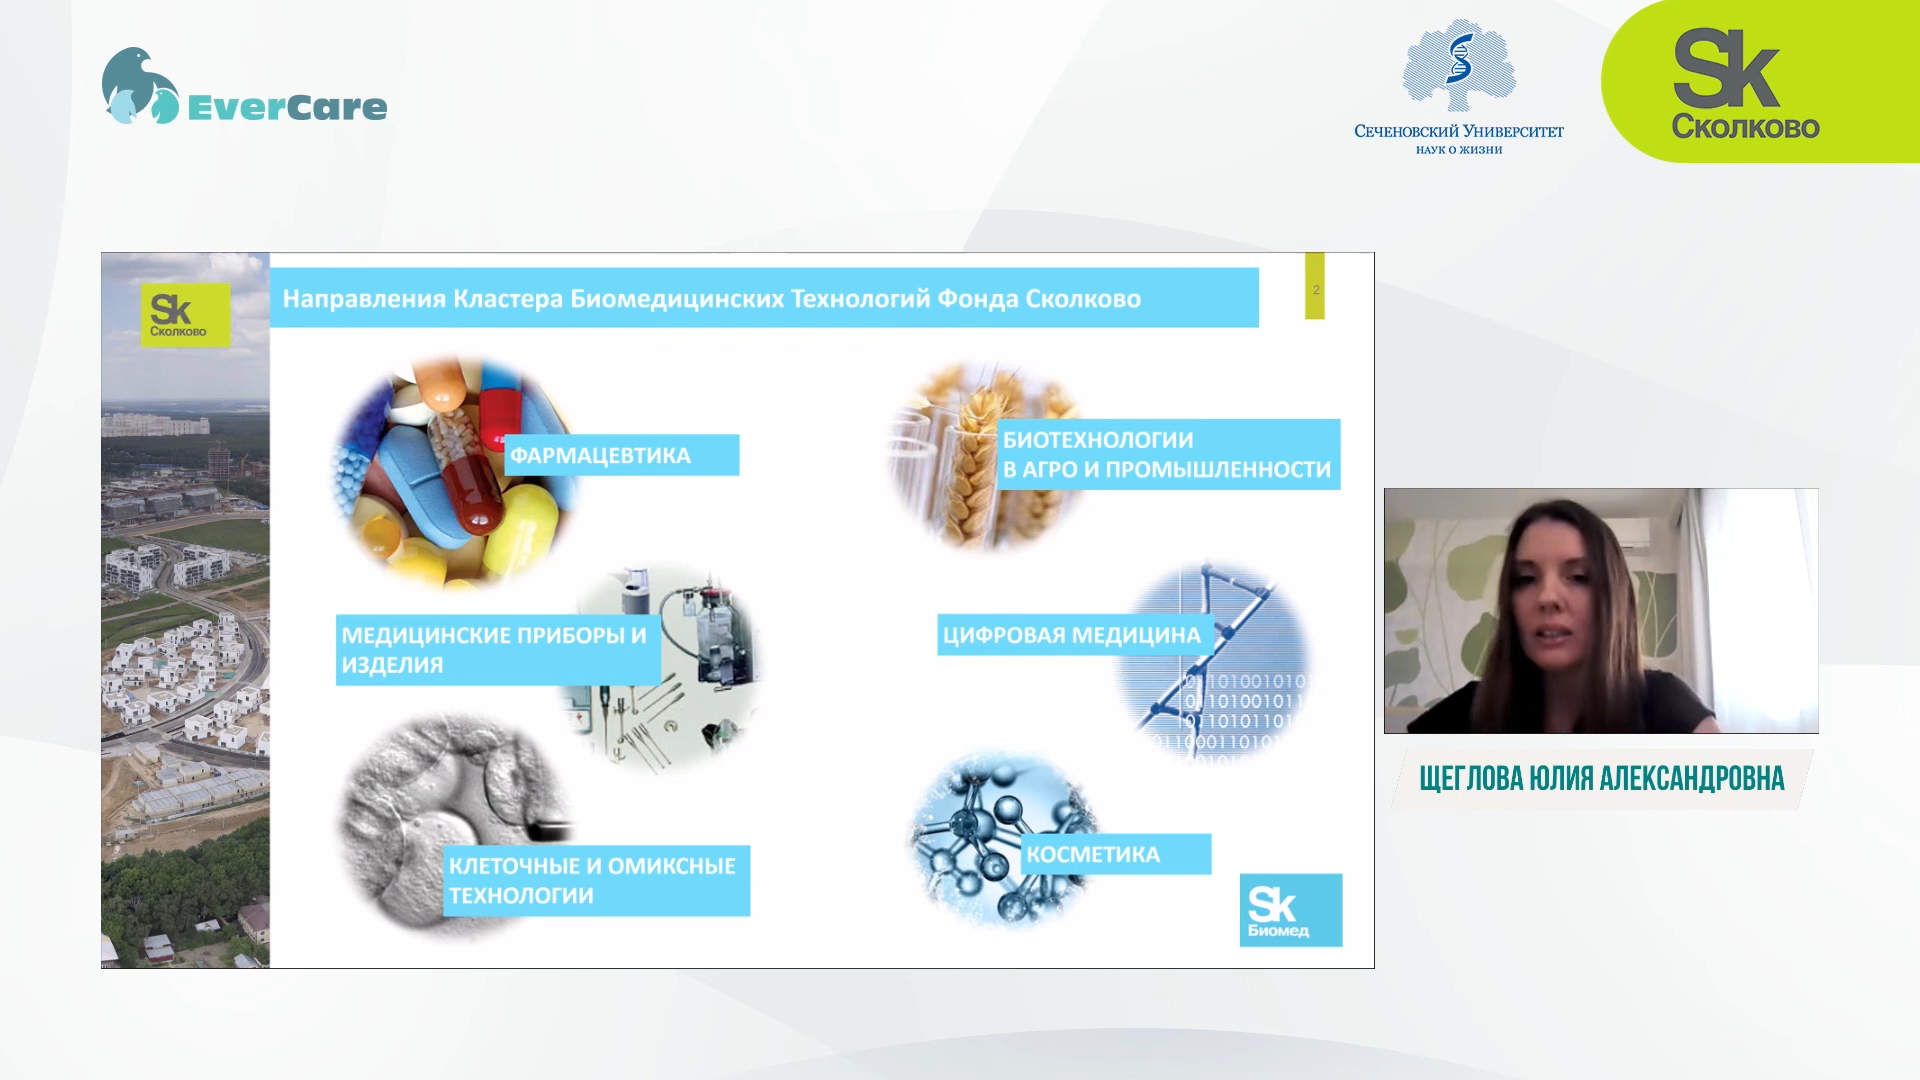 EverCare
Сеченовский Университет
наук о жизни
Sk
Сколково
Sk
Сколково
Направления Кластера Биомедицинских Технологий Фонда Сколково
2
ФАРМАЦЕВТИКА
БИОТЕХНОЛОГИИ
В АГРО И ПРОМЫШЛЕННОСТИ
МЕДИЦИНСКИЕ ПРИБОРЫ И
ИЗДЕЛИЯ
ЦИФРОВАЯ МЕДИЦИНА
КЛЕТОЧНЫЕ И ОМИКСНЫЕ
ТЕХНОЛОГИИ
КОСМЕТИКА
Sk
Биомед
ЩЕГЛОВА ЮЛИЯ АЛЕКСАНДРОВНА